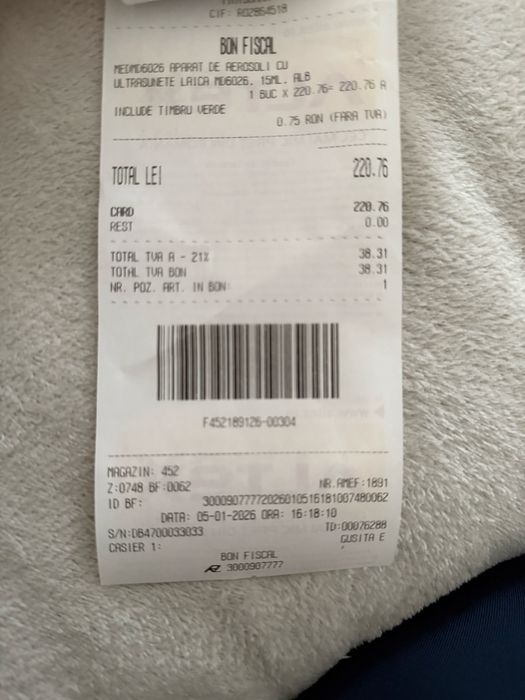 CIF: RO2864518
BON FISCAL
MEDMD6026 APARAT DE AEROSOLI CU
ULTRASUNETE LAICA MD6026, 15ML, ALB
1 BUC X 220.76= 220.76 A
INCLUDE TIMBRU VERDE
0.75 RON (FARA TVA)
TOTAL LEI 220.76
CARD 220.76
REST 0.00
TOTAL TVA A - 21% 38.31
TOTAL TVA BON 38.31
NR. POZ. ART. IN BON: 1
F452189126-00304
MAGAZIN: 452
Z:0748 BF:0062 NR.AMEF:1891
ID BF: 30009077772026010516181007480062
DATA: 05-01-2026 ORA: 16:18:10
S/N:DB4700033033 TD:00076288
CASIER 1: GUSITA E
BON FISCAL
3000907777